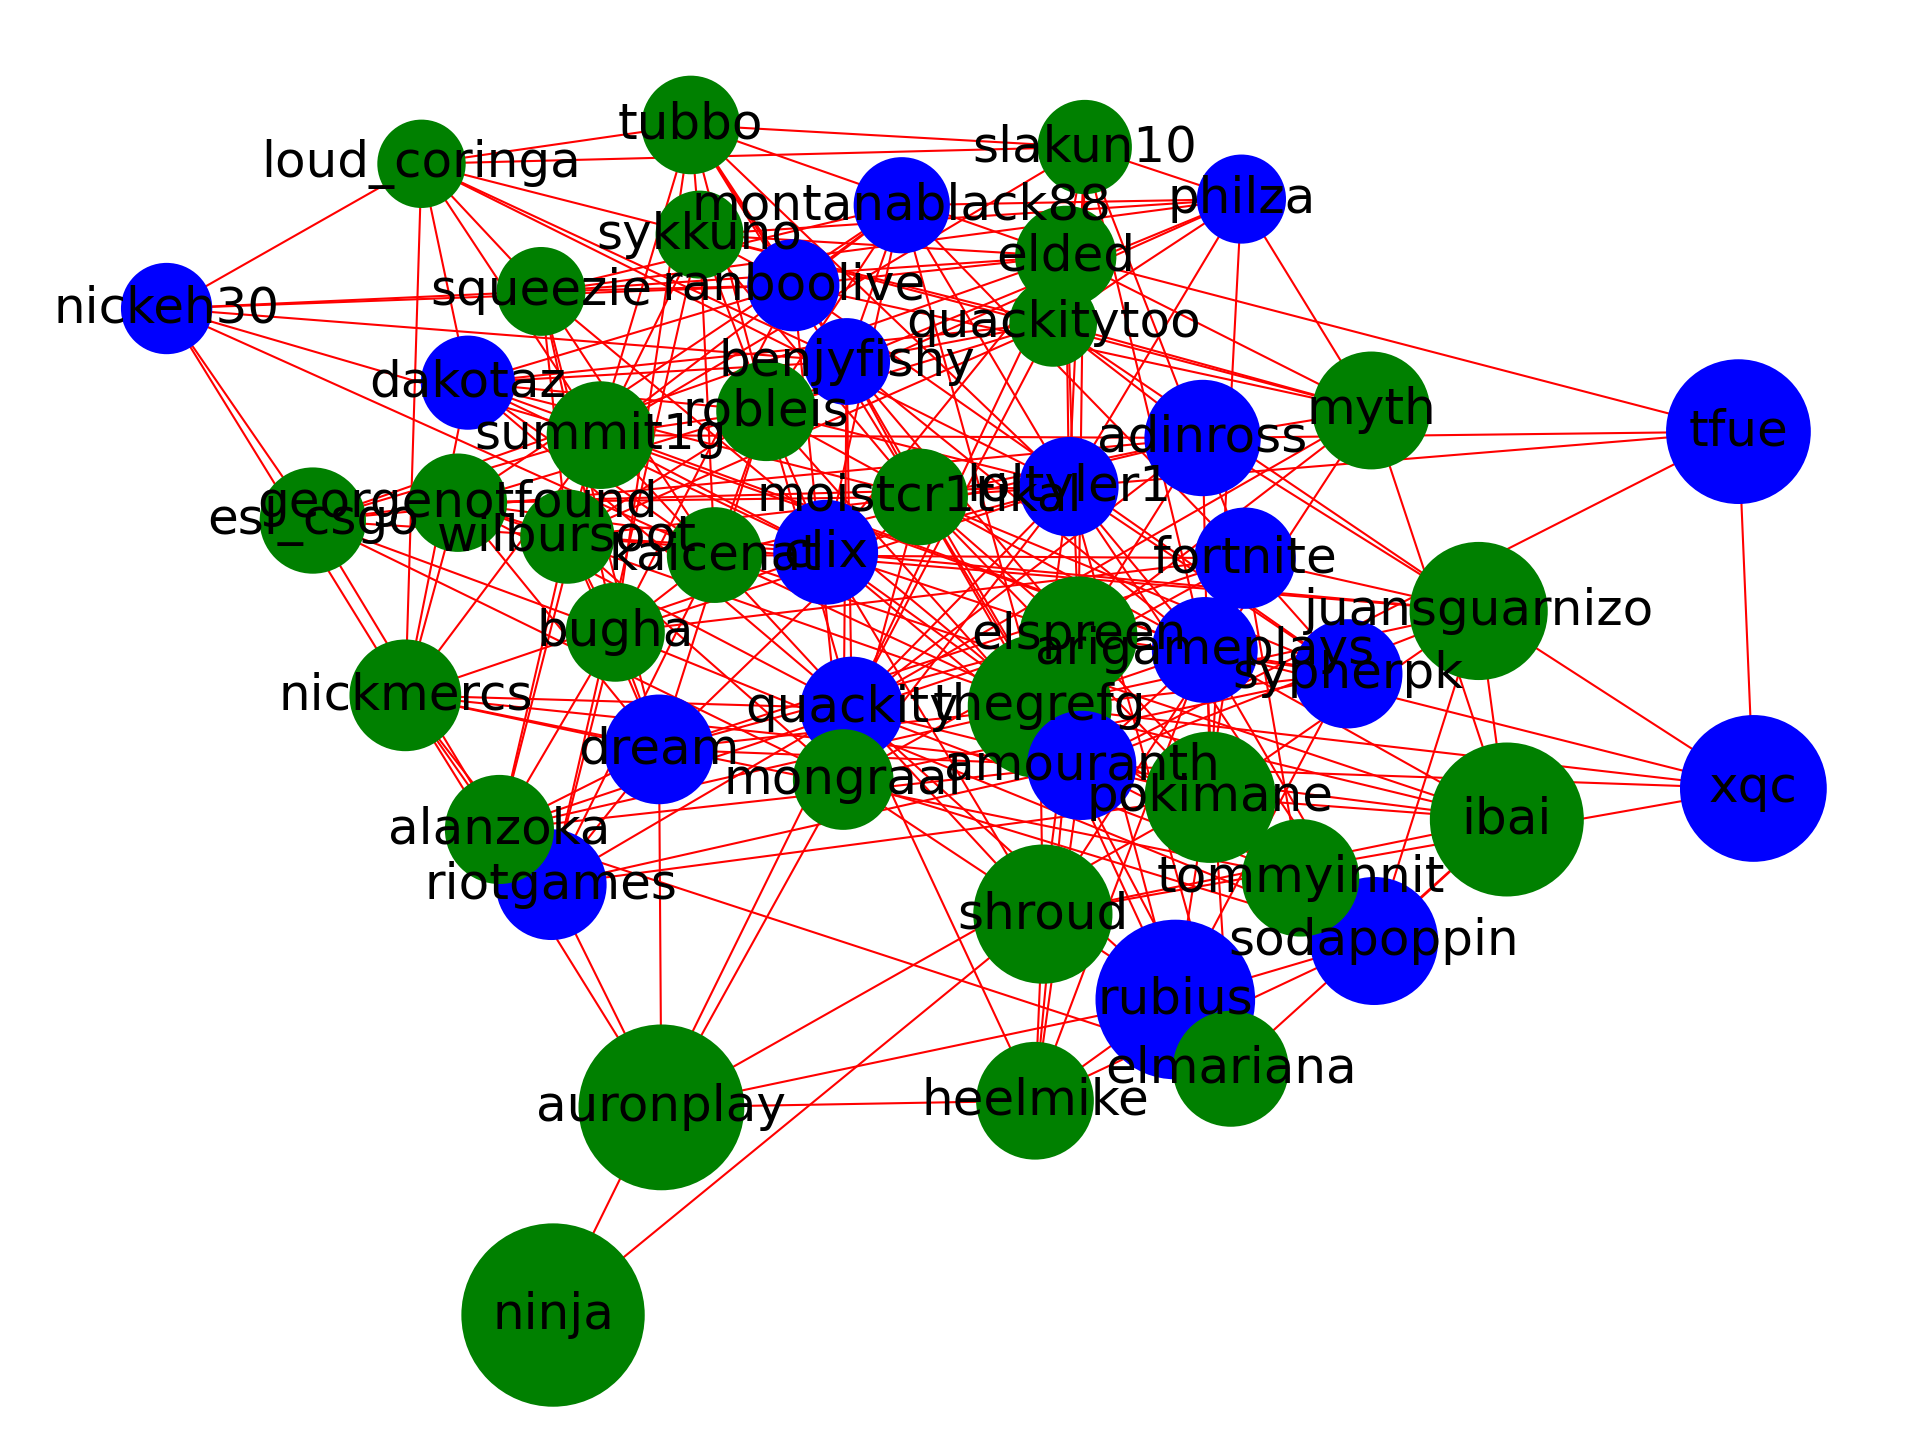 tubbo
slakun10
loud_coringa
philza
montanablack88
sykkuno
elded
ranboolive
squeezie
nickeh30
quackitytoo
benjyfishy
dakotaz
robleis
myth
tfue
summit1g
adinross
loltyler1
moistcr1tikal
georgenotfound
esl_csgo
wilbursoot
kaicenat
clix
fortnite
juansguarnizo
bugha
elspreen
arigameplays
sypherpk
nickmercs
quackity
thegrefg
dream
amouranth
mongraal
pokimane
xqc
ibai
alanzoka
tommyinnit
riotgames
shroud
sodapoppin
rubius
elmariana
heelmike
auronplay
ninja